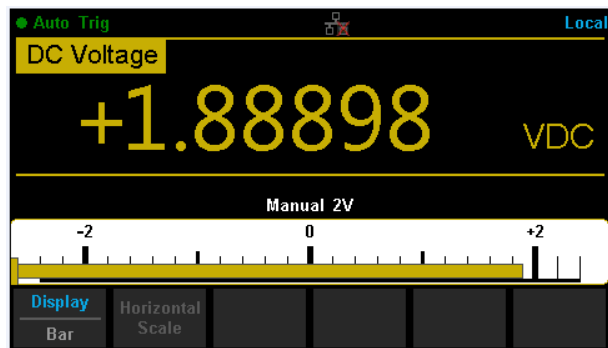 Auto Trig Local
DC Voltage
+1.88898 VDC
Manual 2V
-2 0 +2
Display Horizontal
Bar Scale